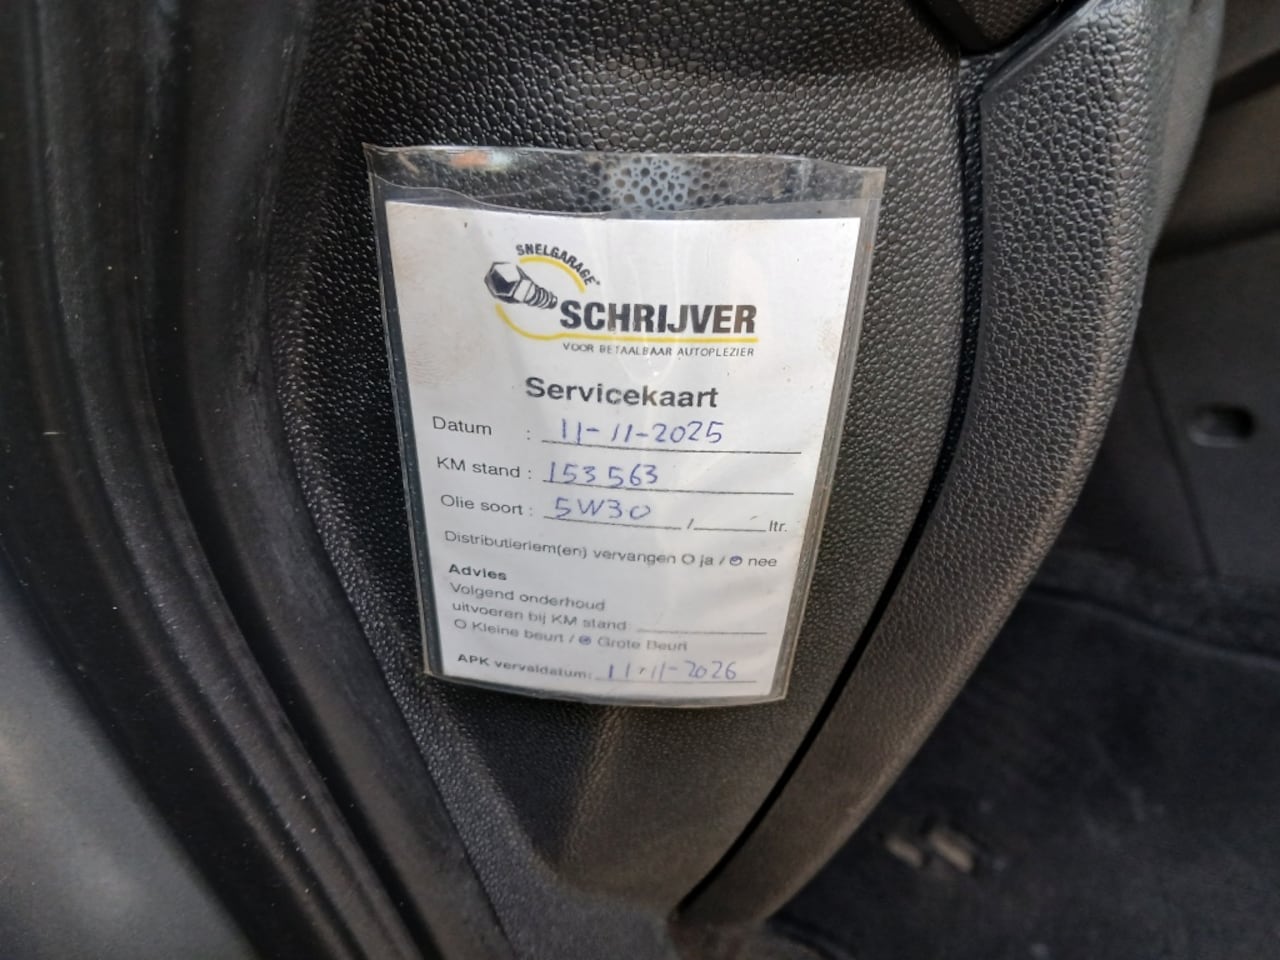 SNELGARAGE
SCHRIJVER
VOOR BETAALBAAR AUTOPLEZIER
Servicekaart
Datum : 11-11-2025
KM stand : 153563
Olie soort : 5W30 / ltr.
Distributieriem(en) vervangen O ja / O nee
Advies
Volgend onderhoud
uitvoeren bij KM stand:
O Kleine beurt / O Grote Beurt
APK vervaldatum: 11-11-2026